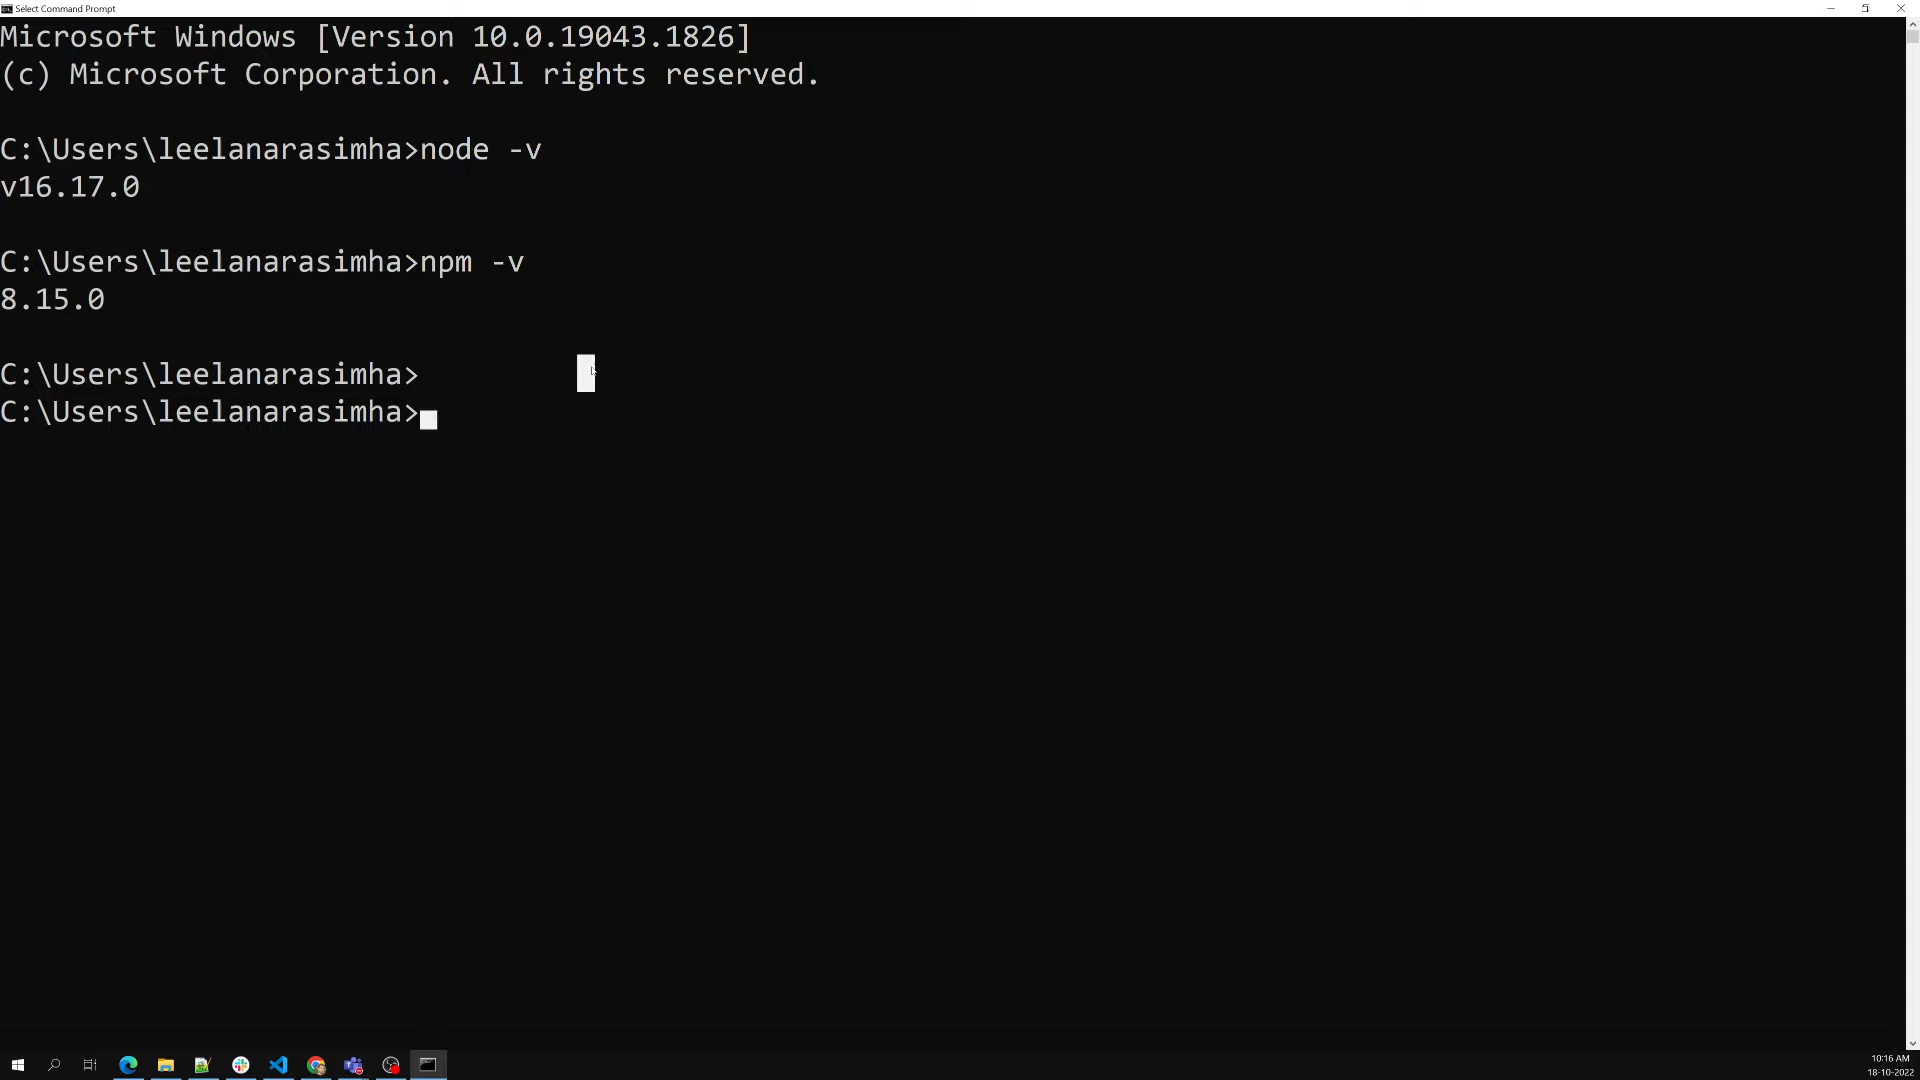 Select Command Prompt
Microsoft Windows [Version 10.0.19043.1826]
(c) Microsoft Corporation. All rights reserved.
C:\Users\leelanarasimha>node -v
v16.17.0
C:\Users\leelanarasimha>npm -v
8.15.0
C:\Users\leelanarasimha>
C:\Users\leelanarasimha>
10:16 AM
18-10-2022